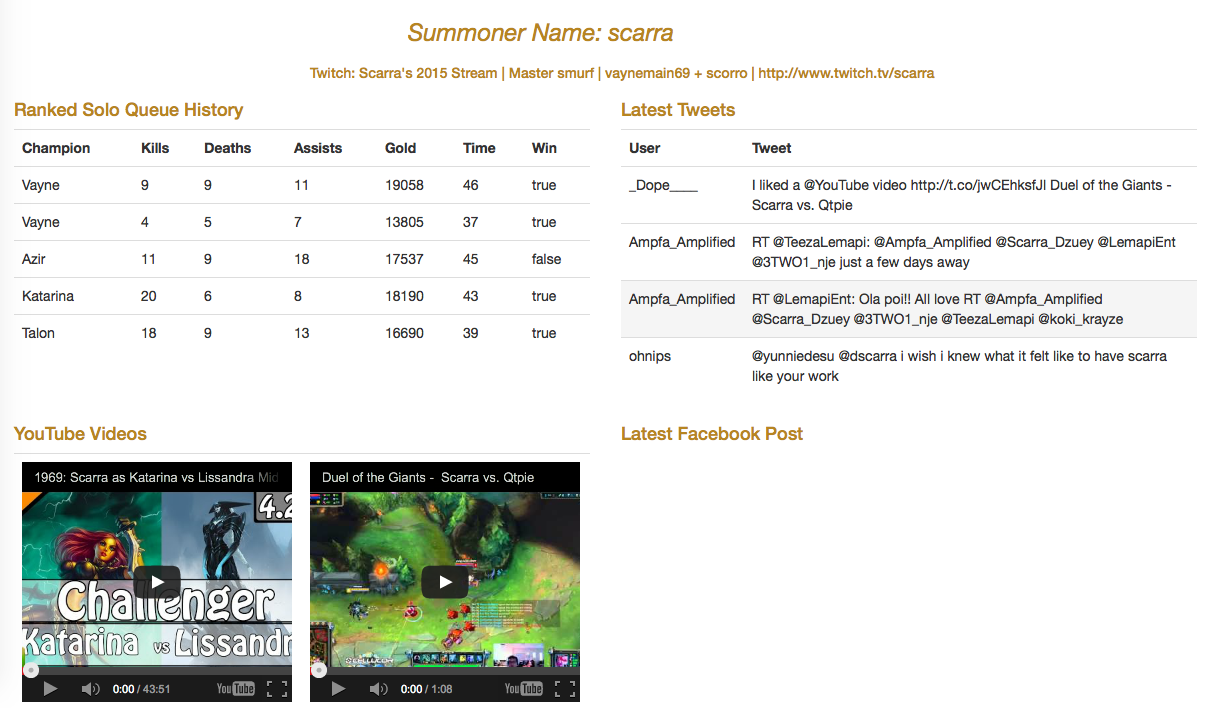 Summoner Name: scarra
Twitch: Scarra's 2015 Stream | Master smurf | vaynemain69 + scorro | http://www.twitch.tv/scarra
Ranked Solo Queue History
Champion Kills Deaths Assists Gold Time Win
Vayne 9 9 11 19058 46 true
Vayne 4 5 7 13805 37 true
Azir 11 9 18 17537 45 false
Katarina 20 6 8 18190 43 true
Talon 18 9 13 16690 39 true
Latest Tweets
User Tweet
_Dope____ I liked a @YouTube video http://t.co/jwCEhksfJl Duel of the Giants -
Scarra vs. Qtpie
Ampfa_Amplified RT @TeezaLemapi: @Ampfa_Amplified @Scarra_Dzuey @LemapiEnt
@3TWO1_nje just a few days away
Ampfa_Amplified RT @LemapiEnt: Ola poi!! All love RT @Ampfa_Amplified
@Scarra_Dzuey @3TWO1_nje @TeezaLemapi @koki_krayze
ohnips @yunniedesu @dscarra i wish i knew what it felt like to have scarra
like your work
YouTube Videos
1969: Scarra as Katarina vs Lissandra Mid
4.2
Challenger
Katarina vs Lissandr
0:00 / 43:51
YouTube
Duel of the Giants - Scarra vs. Qtpie
0:00 / 1:08
YouTube
Latest Facebook Post